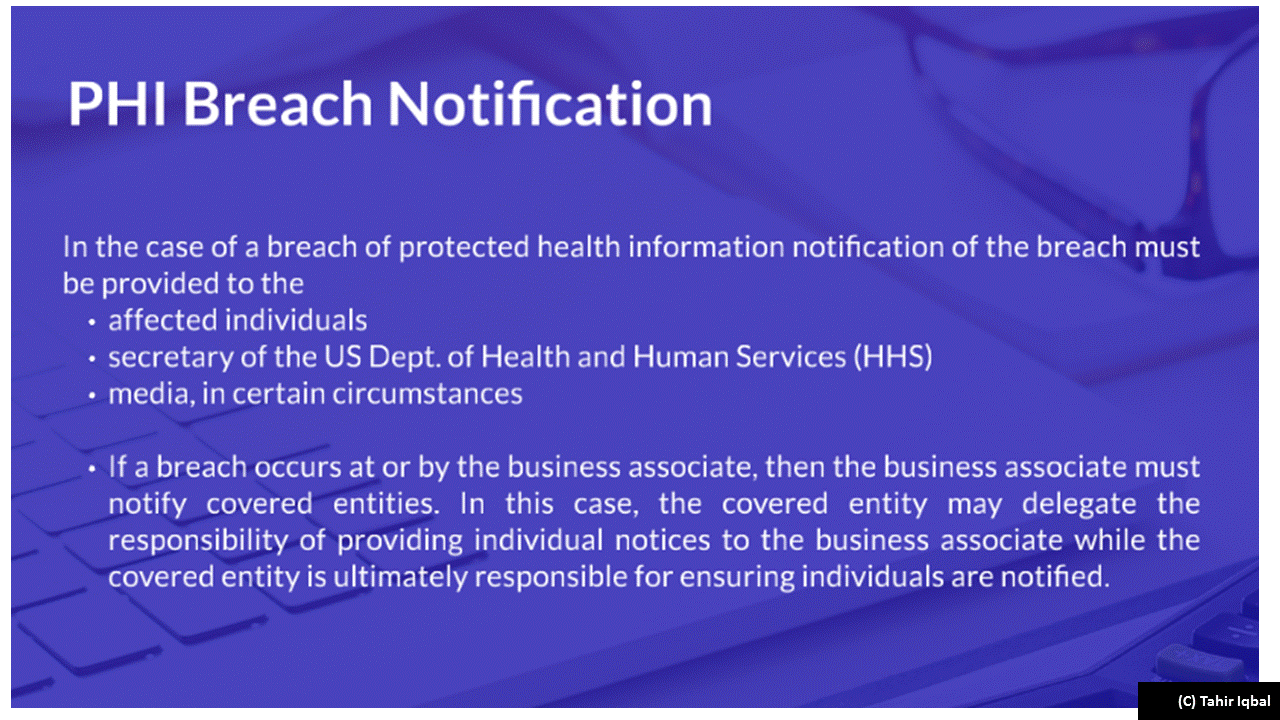 PHI Breach Notification
In the case of a breach of protected health information notification of the breach must
be provided to the
• affected individuals
• secretary of the US Dept. of Health and Human Services (HHS)
• media, in certain circumstances
• If a breach occurs at or by the business associate, then the business associate must
notify covered entities. In this case, the covered entity may delegate the
responsibility of providing individual notices to the business associate while the
covered entity is ultimately responsible for ensuring individuals are notified.
(C) Tahir Iqbal